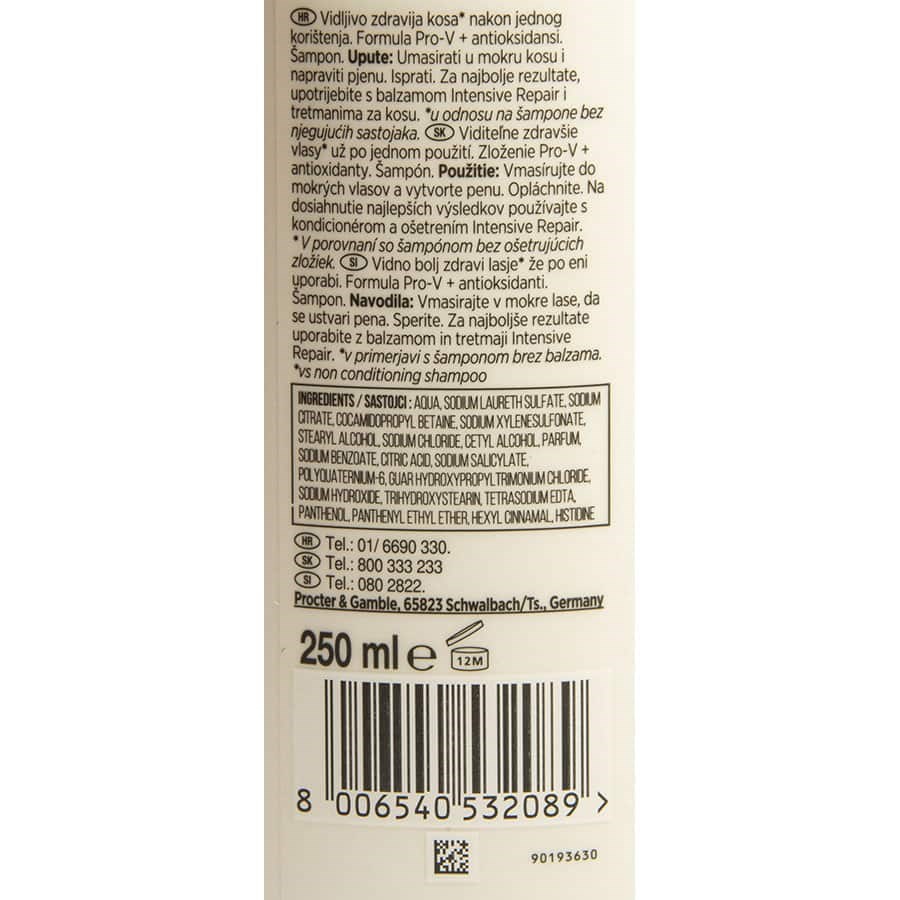 HR Vidljivo zdravija kosa* nakon jednog
korištenja. Formula Pro-V + antioksidansi.
Šampon. Upute: Umasirati u mokru kosu i
napraviti pjenu. Isprati. Za najbolje rezultate,
upotrijebite s balzamom Intensive Repair i
tretmanima za kosu. *u odnosu na šampone bez
njegujućih sastojaka. SK Viditeľne zdravšie
vlasy* už po jednom použití. Zloženie Pro-V +
antioxidanty. Šampón. Použitie: Vmasírujte do
mokrých vlasov a vytvorte penu. Opláchnite. Na
dosiahnutie najlepších výsledkov používajte s
kondicionérom a ošetrením Intensive Repair.
*V porovnaní so šampónom bez ošetrujúcich
zložiek. SI Vidno bolj zdravi lasje* že po eni
uporabi. Formula Pro-V + antioksidanti.
Šampon. Navodila: Vmasirajte v mokre lase, da
se ustvari pena. Sperite. Za najboljše rezultate
uporabite z balzamom in tretmaji Intensive
Repair. *v primerjavi s šamponom brez balzama.
*vs non conditioning shampoo
INGREDIENTS / SASTOJCI : AQUA, SODIUM LAURETH SULFATE, SODIUM
CITRATE, COCAMIDOPROPYL BETAINE, SODIUM XYLENESULFONATE,
STEARYL ALCOHOL, SODIUM CHLORIDE, CETYL ALCOHOL, PARFUM,
SODIUM BENZOATE, CITRIC ACID, SODIUM SALICYLATE,
POLYQUATERNIUM-6, GUAR HYDROXYPROPYLTRIMONIUM CHLORIDE,
SODIUM HYDROXIDE, TRIHYDROXYSTEARIN, TETRASODIUM EDTA,
PANTHENOL, PANTHENYL ETHYL ETHER, HEXYL CINNAMAL, HISTIDINE
HR Tel.: 01/ 6690 330.
SK Tel.: 800 333 233
SI Tel.: 080 2822.
Procter & Gamble, 65823 Schwalbach/Ts., Germany
250 ml e 12M
8 006540 532089 >
90193630